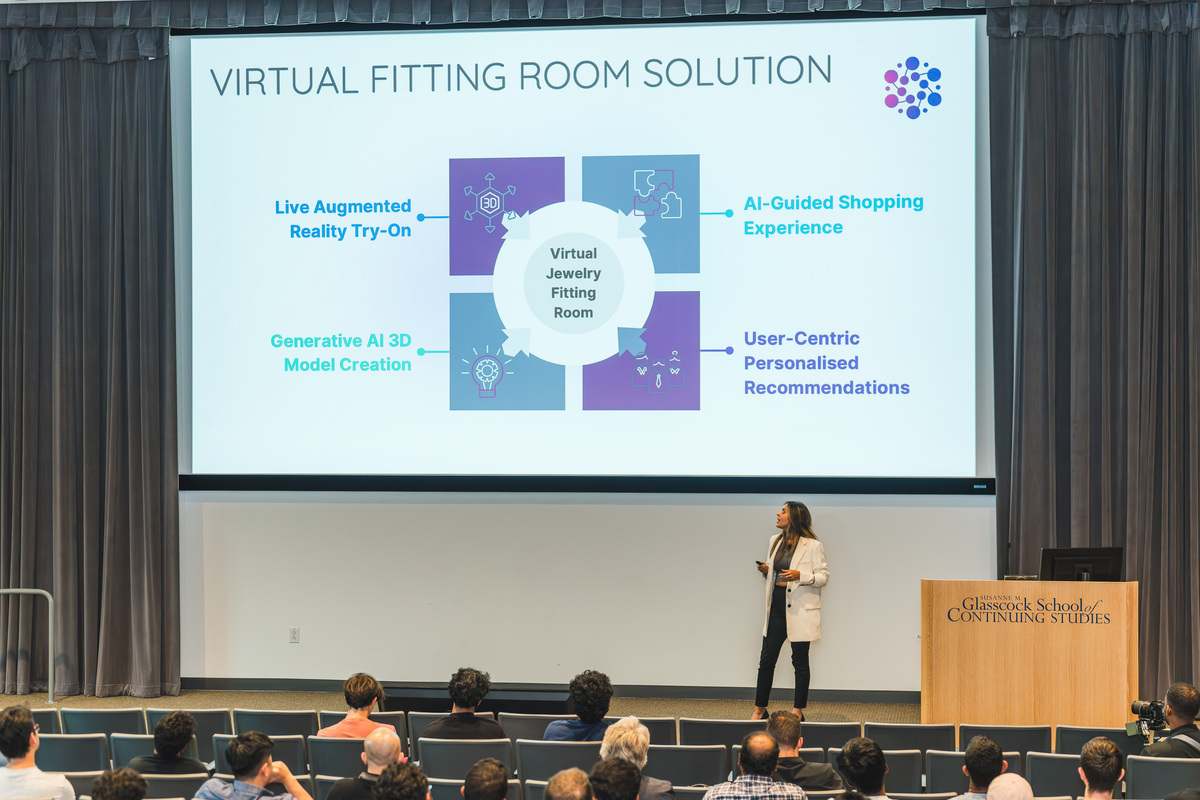 VIRTUAL FITTING ROOM SOLUTION
Live Augmented
Reality Try-On
3D
AI-Guided Shopping
Experience
Virtual
Jewelry
Fitting
Room
Generative AI 3D
Model Creation
User-Centric
Personalised
Recommendations
SUSANNE M.
Glasscock School of
CONTINUING STUDIES